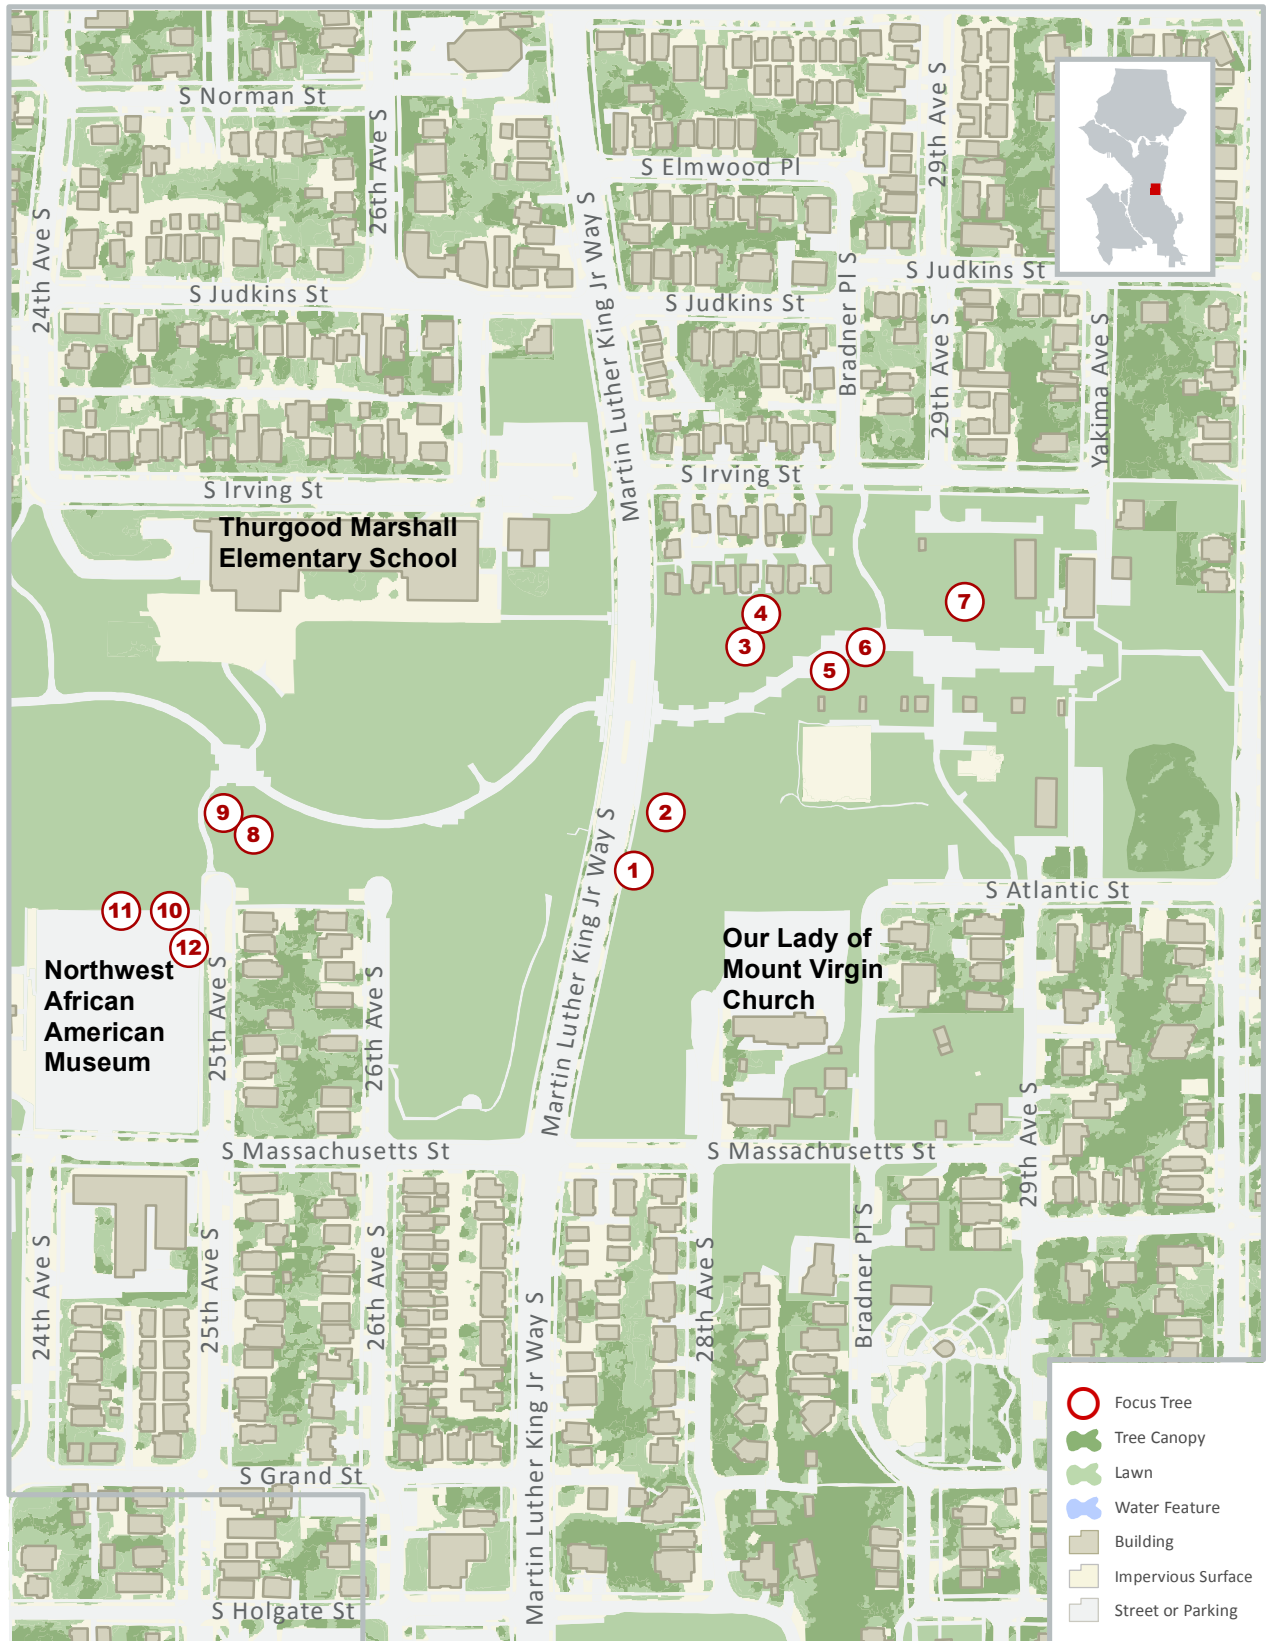 S Norman St
26th Ave S
29th Ave S
S Elmwood Pl
24th Ave S
Martin Luther King Jr Way S
S Judkins St
S Judkins St
S Judkins St
Bradner Pl S
29th Ave S
Yakima Ave S
S Irving St
S Irving St
Thurgood Marshall
Elementary School
4
3
7
6
5
9
8
2
1
Martin Luther King Jr Way S
11
10
12
S Atlantic St
Northwest
African
American
Museum
25th Ave S
26th Ave S
Our Lady of
Mount Virgin
Church
29th Ave S
S Massachusetts St
S Massachusetts St
24th Ave S
25th Ave S
26th Ave S
Martin Luther King Jr Way S
28th Ave S
Bradner Pl S
S Grand St
S Holgate St
Focus Tree
Tree Canopy
Lawn
Water Feature
Building
Impervious Surface
Street or Parking